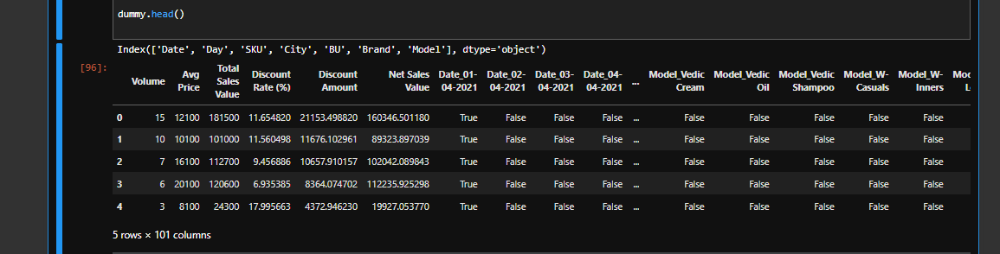 dummy.head()
Index(['Date', 'Day', 'SKU', 'City', 'BU', 'Brand', 'Model'], dtype='object')
[96]:
Volume Avg Price Total Sales Value Discount Rate (%) Discount Amount Net Sales Value Date_01-04-2021 Date_02-04-2021 Date_03-04-2021 Date_04-04-2021 ... Model_Vedic Cream Model_Vedic Oil Model_Vedic Shampoo Model_W-Casuals Model_W-Inners
0 15 12100 181500 11.654820 21153.498820 160346.501180 True False False False ... False False False False False
1 10 10100 101000 11.560498 11676.102961 89323.897039 True False False False ... False False False False False
2 7 16100 112700 9.456886 10657.910157 102042.089843 True False False False ... False False False False False
3 6 20100 120600 6.935385 8364.074702 112235.925298 True False False False ... False False False False False
4 3 8100 24300 17.995663 4372.946230 19927.053770 True False False False ... False False False False False
5 rows × 101 columns